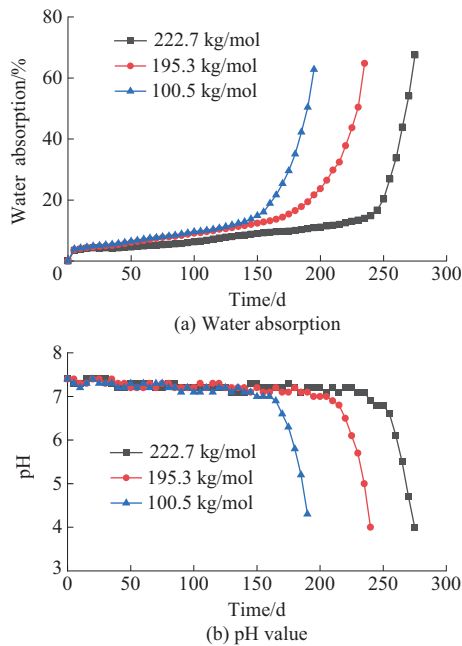 80
60
40
20
0
Water absorption/%
222.7 kg/mol
195.3 kg/mol
100.5 kg/mol
0 50 100 150 200 250 300
Time/d
(a) Water absorption
8
7
6
5
4
3
pH
222.7 kg/mol
195.3 kg/mol
100.5 kg/mol
0 50 100 150 200 250 300
Time/d
(b) pH value